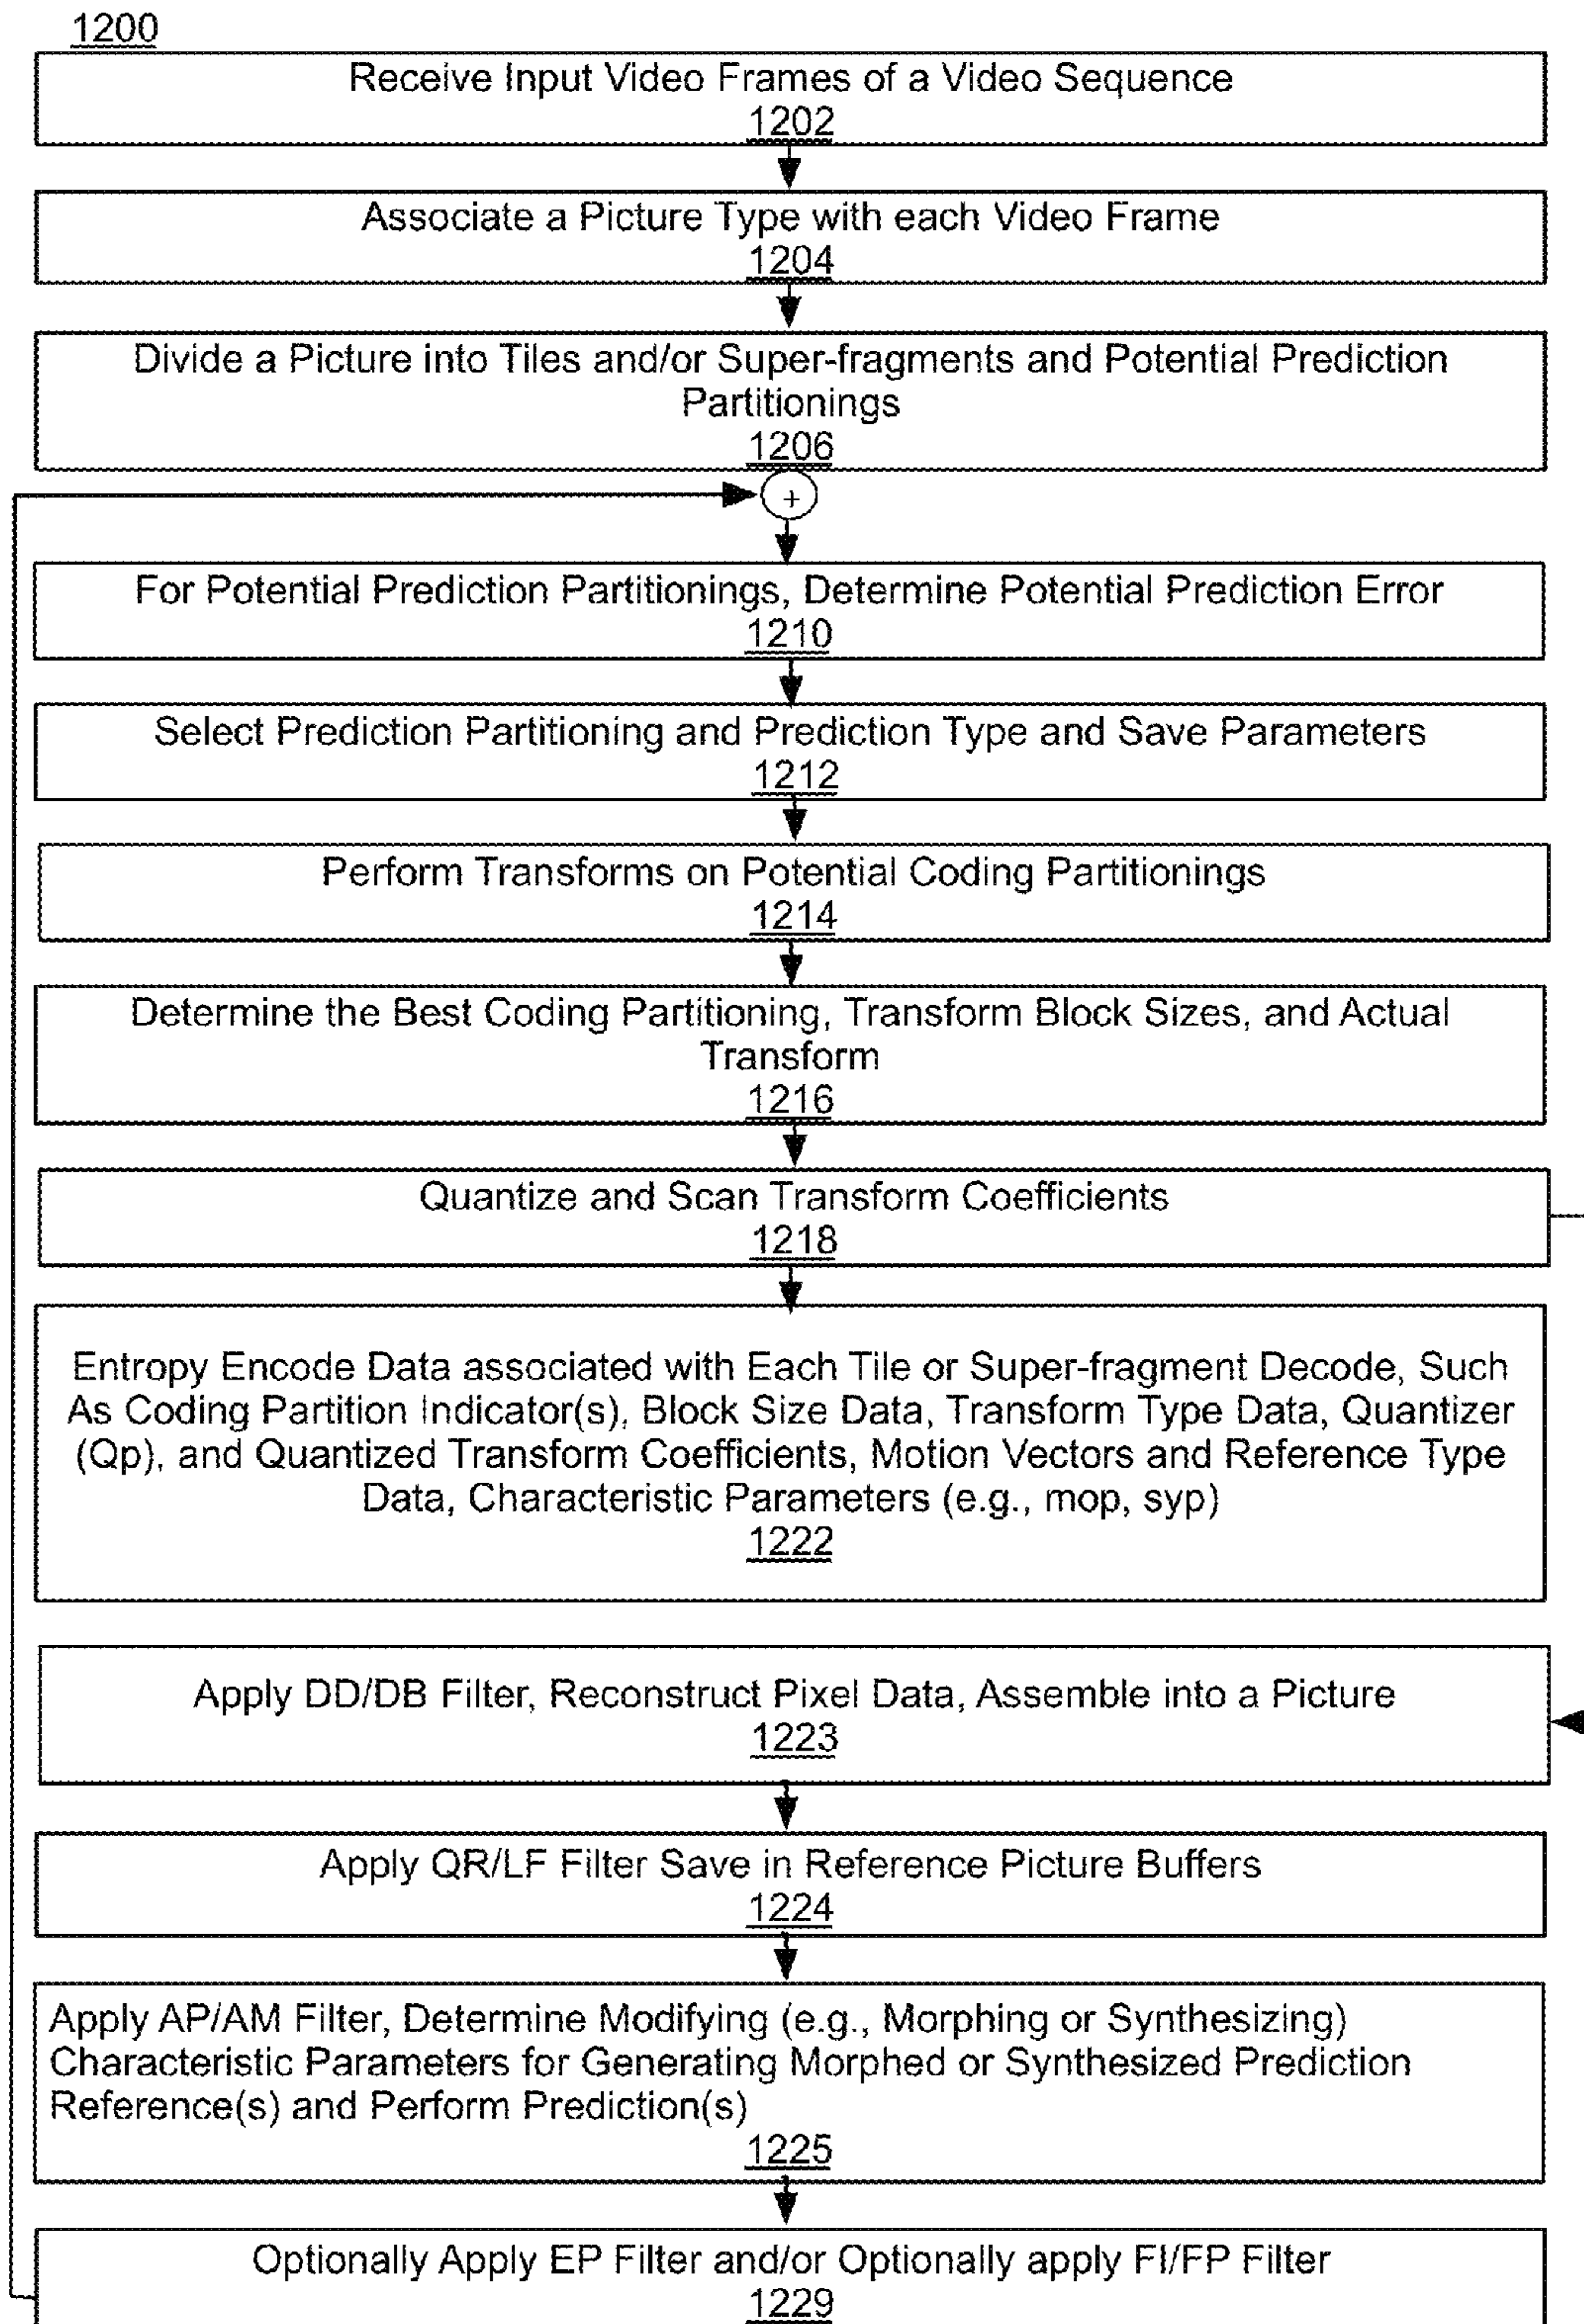 1200
Receive Input Video Frames of a Video Sequence
1202
Associate a Picture Type with each Video Frame
1204
Divide a Picture into Tiles and/or Super-fragments and Potential Prediction
Partitionings
1206
+
For Potential Prediction Partitionings, Determine Potential Prediction Error
1210
Select Prediction Partitioning and Prediction Type and Save Parameters
1212
Perform Transforms on Potential Coding Partitionings
1214
Determine the Best Coding Partitioning, Transform Block Sizes, and Actual
Transform
1216
Quantize and Scan Transform Coefficients
1218
Entropy Encode Data associated with Each Tile or Super-fragment Decode, Such
As Coding Partition Indicator(s), Block Size Data, Transform Type Data, Quantizer
(Qp), and Quantized Transform Coefficients, Motion Vectors and Reference Type
Data, Characteristic Parameters (e.g., mop, syp)
1222
Apply DD/DB Filter, Reconstruct Pixel Data, Assemble into a Picture
1223
Apply QR/LF Filter Save in Reference Picture Buffers
1224
Apply AP/AM Filter, Determine Modifying (e.g., Morphing or Synthesizing)
Characteristic Parameters for Generating Morphed or Synthesized Prediction
Reference(s) and Perform Prediction(s)
1225
Optionally Apply EP Filter and/or Optionally apply FI/FP Filter
1229